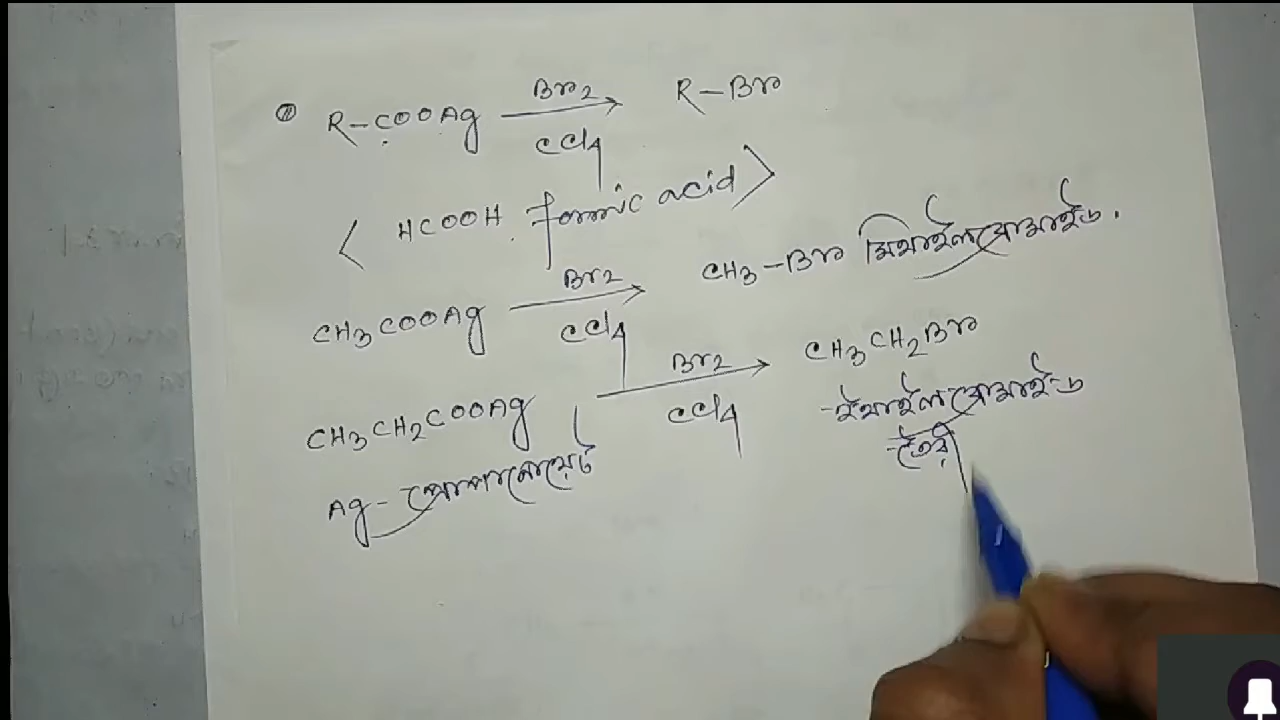 R-COOAg Br2 CCl4 R-Br
< HCOOH formic acid >
CH3COOAg Br2 CCl4 CH3-Br মিথাইল ব্রোমাইড.
CH3CH2COOAg Br2 CCl4 CH3CH2Br
-ইথাইল ব্রোমাইড
তৈরী
Ag- প্রোপানোয়েট